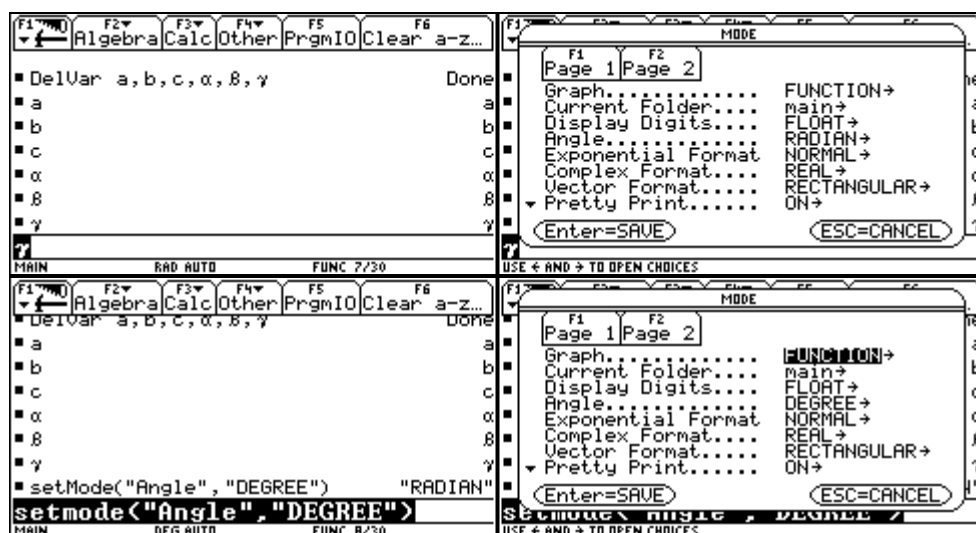 F1 F2 F3 F4 F5 F6
Algebra Calc Other PrgmIO Clear a-z…
DelVar a,b,c,α,β,γ Done
a a
b b
c c
α α
β β
γ γ
γ
MAIN RAD AUTO FUNC 7/30
MODE
F1 F2
Page 1 Page 2
Graph.............. FUNCTION→
Current Folder.... main→
Display Digits.... FLOAT→
Angle.............. RADIAN→
Exponential Format NORMAL→
Complex Format.... REAL→
Vector Format..... RECTANGULAR→
Pretty Print...... ON→
Enter=SAVE ESC=CANCEL
γ
USE ← AND → TO OPEN CHOICES
F1 F2 F3 F4 F5 F6
Algebra Calc Other PrgmIO Clear a-z…
DelVar a,b,c,α,β,γ Done
a a
b b
c c
α α
β β
γ γ
setMode("Angle","DEGREE") "RADIAN"
setmode("Angle","DEGREE")
MAIN DEG AUTO FUNC 8/30
MODE
F1 F2
Page 1 Page 2
Graph.............. FUNCTION→
Current Folder.... main→
Display Digits.... FLOAT→
Angle.............. DEGREE→
Exponential Format NORMAL→
Complex Format.... REAL→
Vector Format..... RECTANGULAR→
Pretty Print...... ON→
Enter=SAVE ESC=CANCEL
setmode("Angle","DEGREE")
USE ← AND → TO OPEN CHOICES